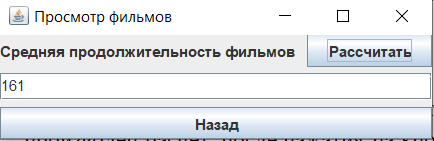 Просмотр фильмов
Средняя продолжительность фильмов Рассчитать
161
Назад